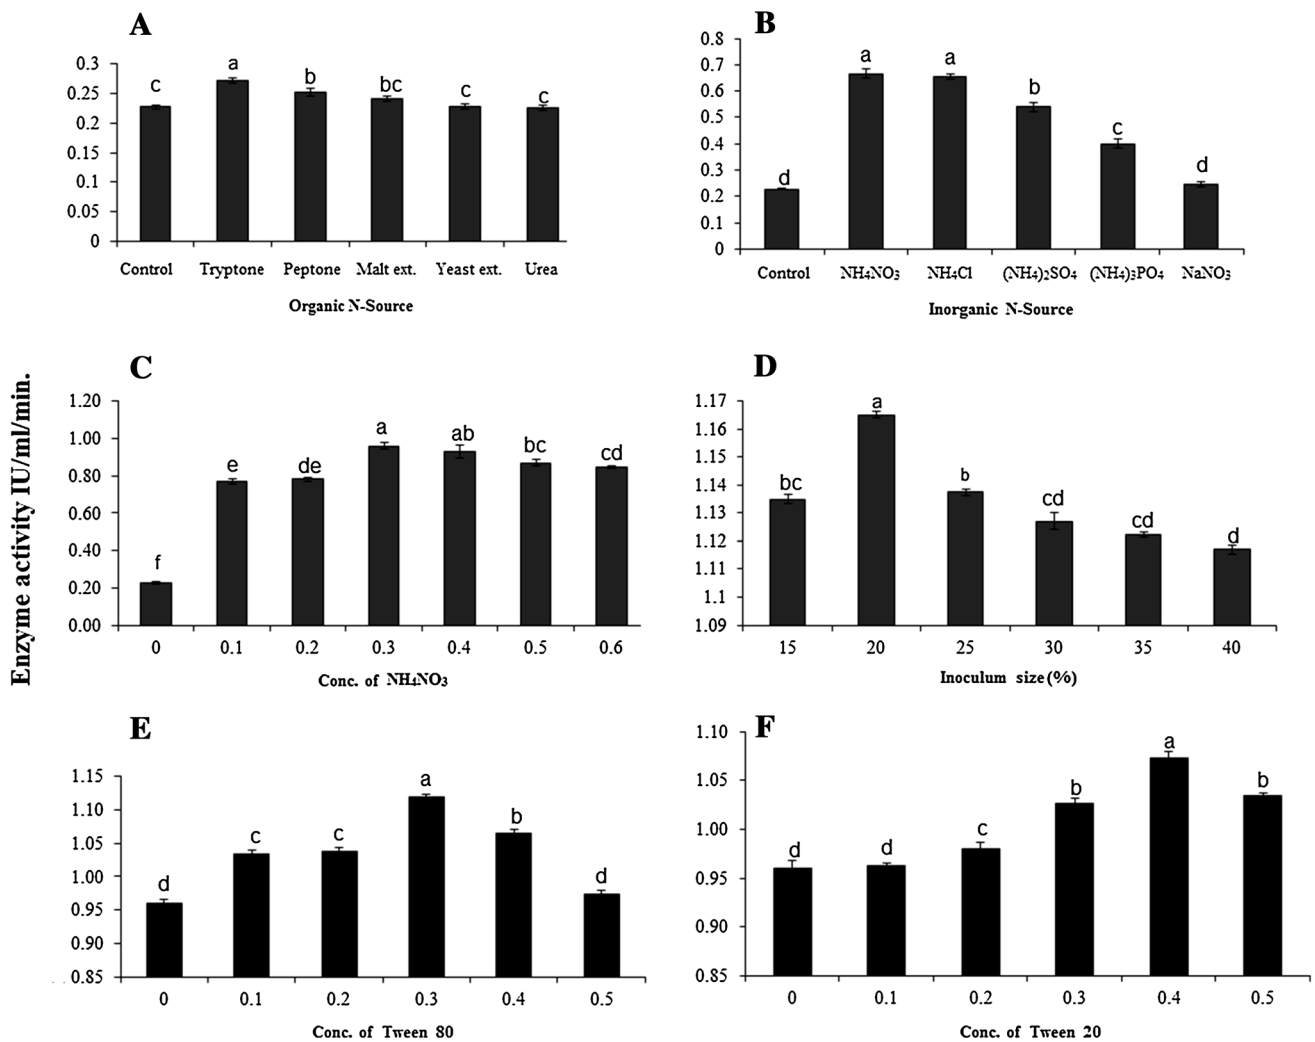 A
0.3
0.25
0.2
0.15
0.1
0.05
0
c a b bc c c
Control Tryptone Peptone Malt ext. Yeast ext. Urea
Organic N-Source
B
0.8
0.7
0.6
0.5
0.4
0.3
0.2
0.1
0
d a a b c d
Control NH4NO3 NH4Cl (NH4)2SO4 (NH4)3PO4 NaNO3
Inorganic N-Source
Enzyme activity IU/ml/min.
C
1.20
1.00
0.80
0.60
0.40
0.20
0.00
f e de a ab bc cd
0 0.1 0.2 0.3 0.4 0.5 0.6
Conc. of NH4NO3
D
1.17
1.16
1.15
1.14
1.13
1.12
1.11
1.1
1.09
bc a b cd cd d
15 20 25 30 35 40
Inoculum size(%)
E
1.15
1.10
1.05
1.00
0.95
0.90
0.85
d c c a b d
0 0.1 0.2 0.3 0.4 0.5
Conc. of Tween 80
F
1.10
1.05
1.00
0.95
0.90
0.85
d d c b a b
0 0.1 0.2 0.3 0.4 0.5
Conc. of Tween 20